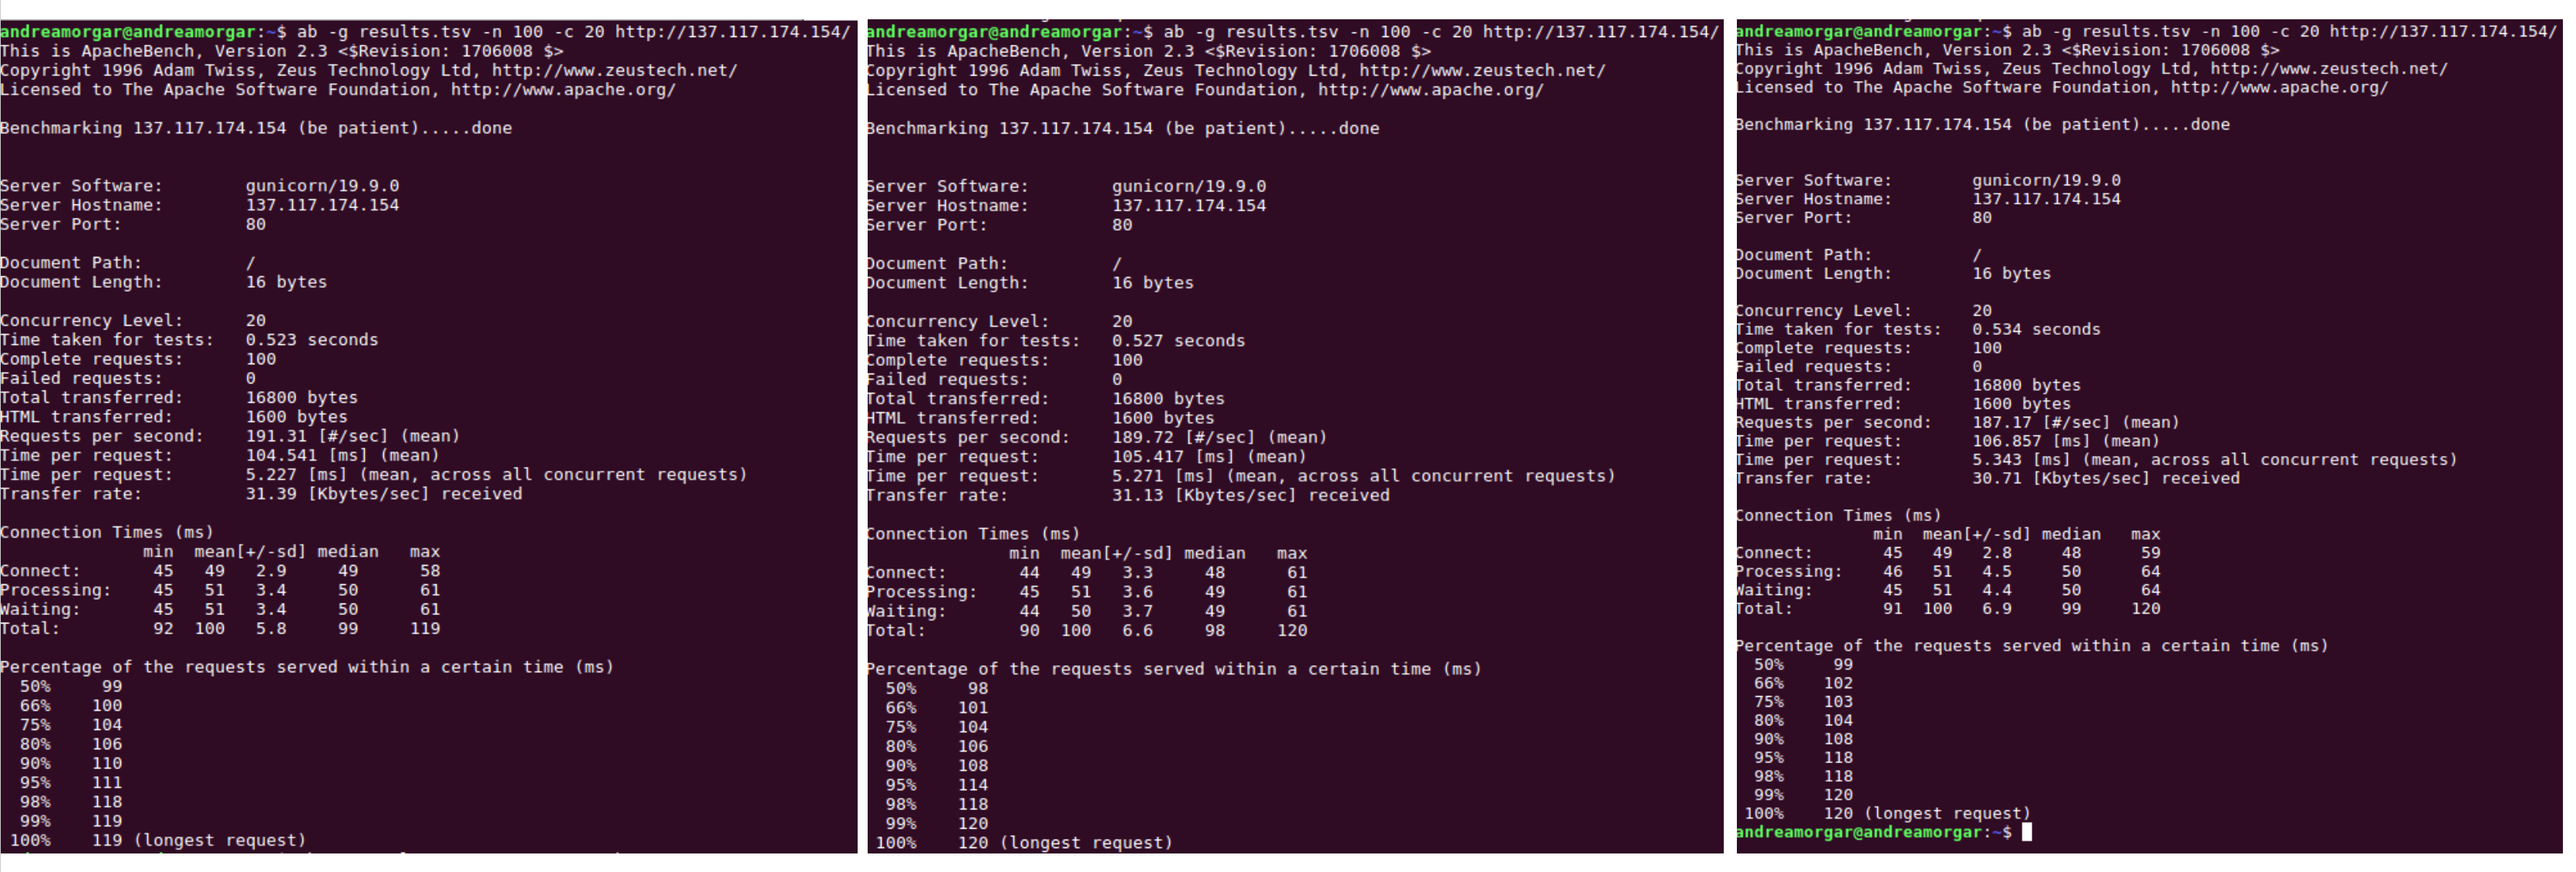 andreamorgar@andreamorgar:~$ ab -g results.tsv -n 100 -c 20 http://137.117.174.154/
This is ApacheBench, Version 2.3 <$Revision: 1706008 $>
Copyright 1996 Adam Twiss, Zeus Technology Ltd, http://www.zeustech.net/
Licensed to The Apache Software Foundation, http://www.apache.org/
Benchmarking 137.117.174.154 (be patient).....done
Server Software:        gunicorn/19.9.0
Server Hostname:        137.117.174.154
Server Port:            80
Document Path:          /
Document Length:        16 bytes
Concurrency Level:      20
Time taken for tests:   0.523 seconds
Complete requests:      100
Failed requests:        0
Total transferred:      16800 bytes
HTML transferred:       1600 bytes
Requests per second:    191.31 [#/sec] (mean)
Time per request:       104.541 [ms] (mean)
Time per request:       5.227 [ms] (mean, across all concurrent requests)
Transfer rate:          31.39 [Kbytes/sec] received
Connection Times (ms)
              min  mean[+/-sd] median   max
Connect:       45   49   2.9     49      58
Processing:    45   51   3.4     50      61
Waiting:       45   51   3.4     50      61
Total:         92  100   5.8     99     119
Percentage of the requests served within a certain time (ms)
  50%     99
  66%    100
  75%    104
  80%    106
  90%    110
  95%    111
  98%    118
  99%    119
 100%    119 (longest request)
andreamorgar@andreamorgar:~$ ab -g results.tsv -n 100 -c 20 http://137.117.174.154/
This is ApacheBench, Version 2.3 <$Revision: 1706008 $>
Copyright 1996 Adam Twiss, Zeus Technology Ltd, http://www.zeustech.net/
Licensed to The Apache Software Foundation, http://www.apache.org/
Benchmarking 137.117.174.154 (be patient).....done
Server Software:        gunicorn/19.9.0
Server Hostname:        137.117.174.154
Server Port:            80
Document Path:          /
Document Length:        16 bytes
Concurrency Level:      20
Time taken for tests:   0.527 seconds
Complete requests:      100
Failed requests:        0
Total transferred:      16800 bytes
HTML transferred:       1600 bytes
Requests per second:    189.72 [#/sec] (mean)
Time per request:       105.417 [ms] (mean)
Time per request:       5.271 [ms] (mean, across all concurrent requests)
Transfer rate:          31.13 [Kbytes/sec] received
Connection Times (ms)
              min  mean[+/-sd] median   max
Connect:       44   49   3.3     48      61
Processing:    45   51   3.6     49      61
Waiting:       44   50   3.7     49      61
Total:         90  100   6.6     98     120
Percentage of the requests served within a certain time (ms)
  50%     98
  66%    101
  75%    104
  80%    106
  90%    108
  95%    114
  98%    118
  99%    120
 100%    120 (longest request)
andreamorgar@andreamorgar:~$ ab -g results.tsv -n 100 -c 20 http://137.117.174.154/
This is ApacheBench, Version 2.3 <$Revision: 1706008 $>
Copyright 1996 Adam Twiss, Zeus Technology Ltd, http://www.zeustech.net/
Licensed to The Apache Software Foundation, http://www.apache.org/
Benchmarking 137.117.174.154 (be patient).....done
Server Software:        gunicorn/19.9.0
Server Hostname:        137.117.174.154
Server Port:            80
Document Path:          /
Document Length:        16 bytes
Concurrency Level:      20
Time taken for tests:   0.534 seconds
Complete requests:      100
Failed requests:        0
Total transferred:      16800 bytes
HTML transferred:       1600 bytes
Requests per second:    187.17 [#/sec] (mean)
Time per request:       106.857 [ms] (mean)
Time per request:       5.343 [ms] (mean, across all concurrent requests)
Transfer rate:          30.71 [Kbytes/sec] received
Connection Times (ms)
              min  mean[+/-sd] median   max
Connect:       45   49   2.8     48      59
Processing:    46   51   4.5     50      64
Waiting:       45   51   4.4     50      64
Total:         91  100   6.9     99     120
Percentage of the requests served within a certain time (ms)
  50%     99
  66%    102
  75%    103
  80%    104
  90%    108
  95%    118
  98%    118
  99%    120
 100%    120 (longest request)
andreamorgar@andreamorgar:~$